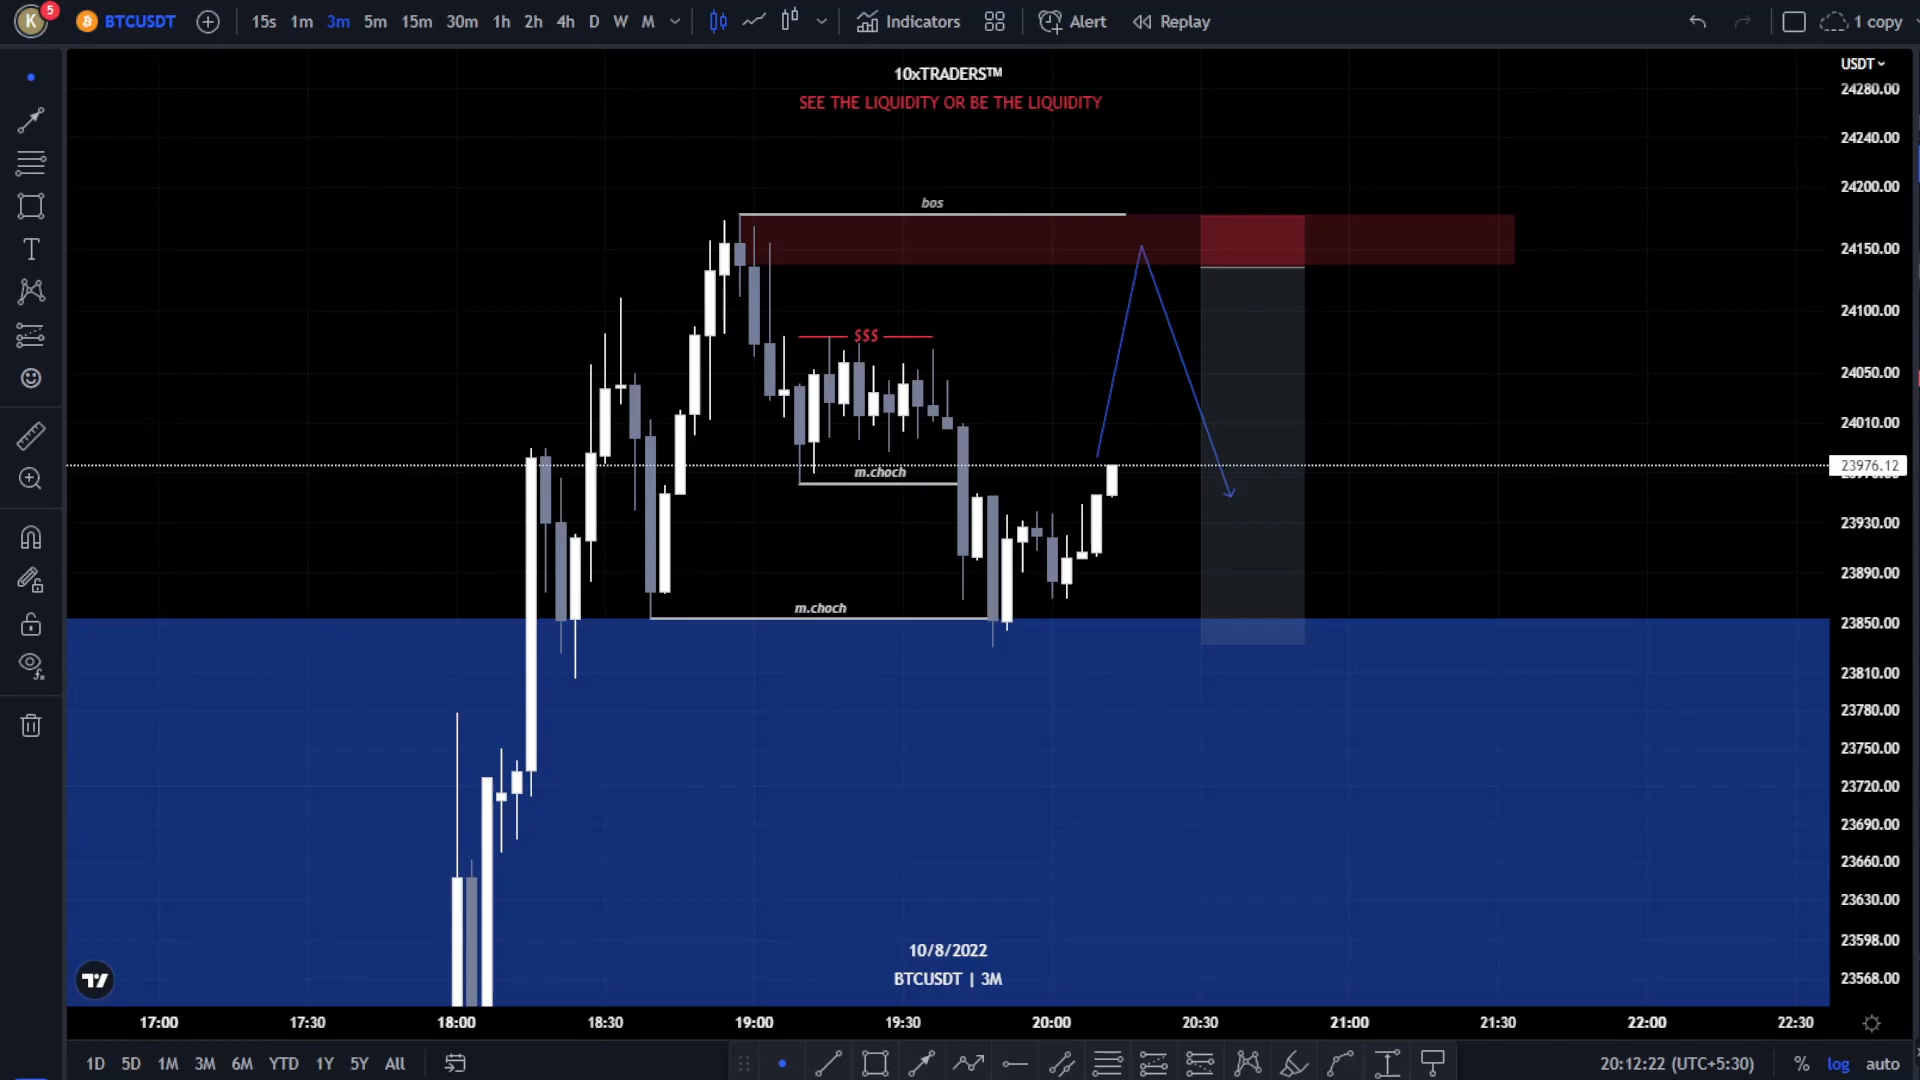 K 5 BTCUSDT 15s 1m 3m 5m 15m 30m 1h 2h 4h D W M Indicators Alert Replay 1 copy
10xTRADERS™
SEE THE LIQUIDITY OR BE THE LIQUIDITY
USDT
24280.00
24240.00
24200.00
bos
24150.00
24100.00
$$$
24050.00
24010.00
23976.12
m.choch
23930.00
23890.00
m.choch
23850.00
23810.00
23780.00
23750.00
23720.00
23690.00
23660.00
23630.00
23598.00
10/8/2022
BTCUSDT | 3M
23568.00
17:00 17:30 18:00 18:30 19:00 19:30 20:00 20:30 21:00 21:30 22:00 22:30
1D 5D 1M 3M 6M YTD 1Y 5Y All 20:12:22 (UTC+5:30) % log auto